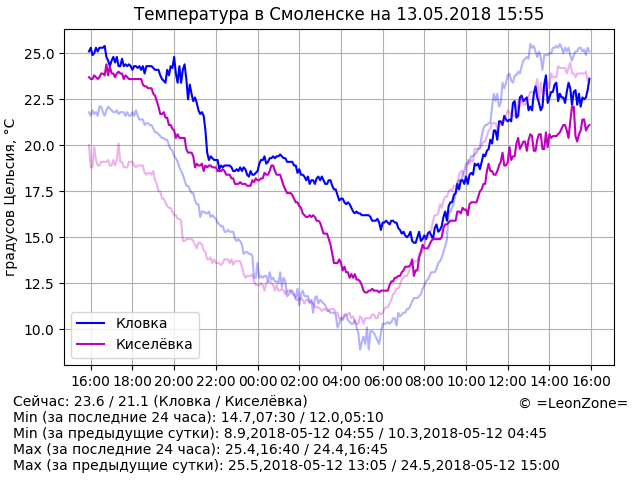 Температура в Смоленске на 13.05.2018 15:55
градусов Цельсия, °C
25.0
22.5
20.0
17.5
15.0
12.5
10.0
Кловка
Киселёвка
16:00 18:00 20:00 22:00 00:00 02:00 04:00 06:00 08:00 10:00 12:00 14:00 16:00
Сейчас: 23.6 / 21.1 (Кловка / Киселёвка)
© =LeonZone=
Min (за последние 24 часа): 14.7,07:30 / 12.0,05:10
Min (за предыдущие сутки): 8.9,2018-05-12 04:55 / 10.3,2018-05-12 04:45
Max (за последние 24 часа): 25.4,16:40 / 24.4,16:45
Max (за предыдущие сутки): 25.5,2018-05-12 13:05 / 24.5,2018-05-12 15:00